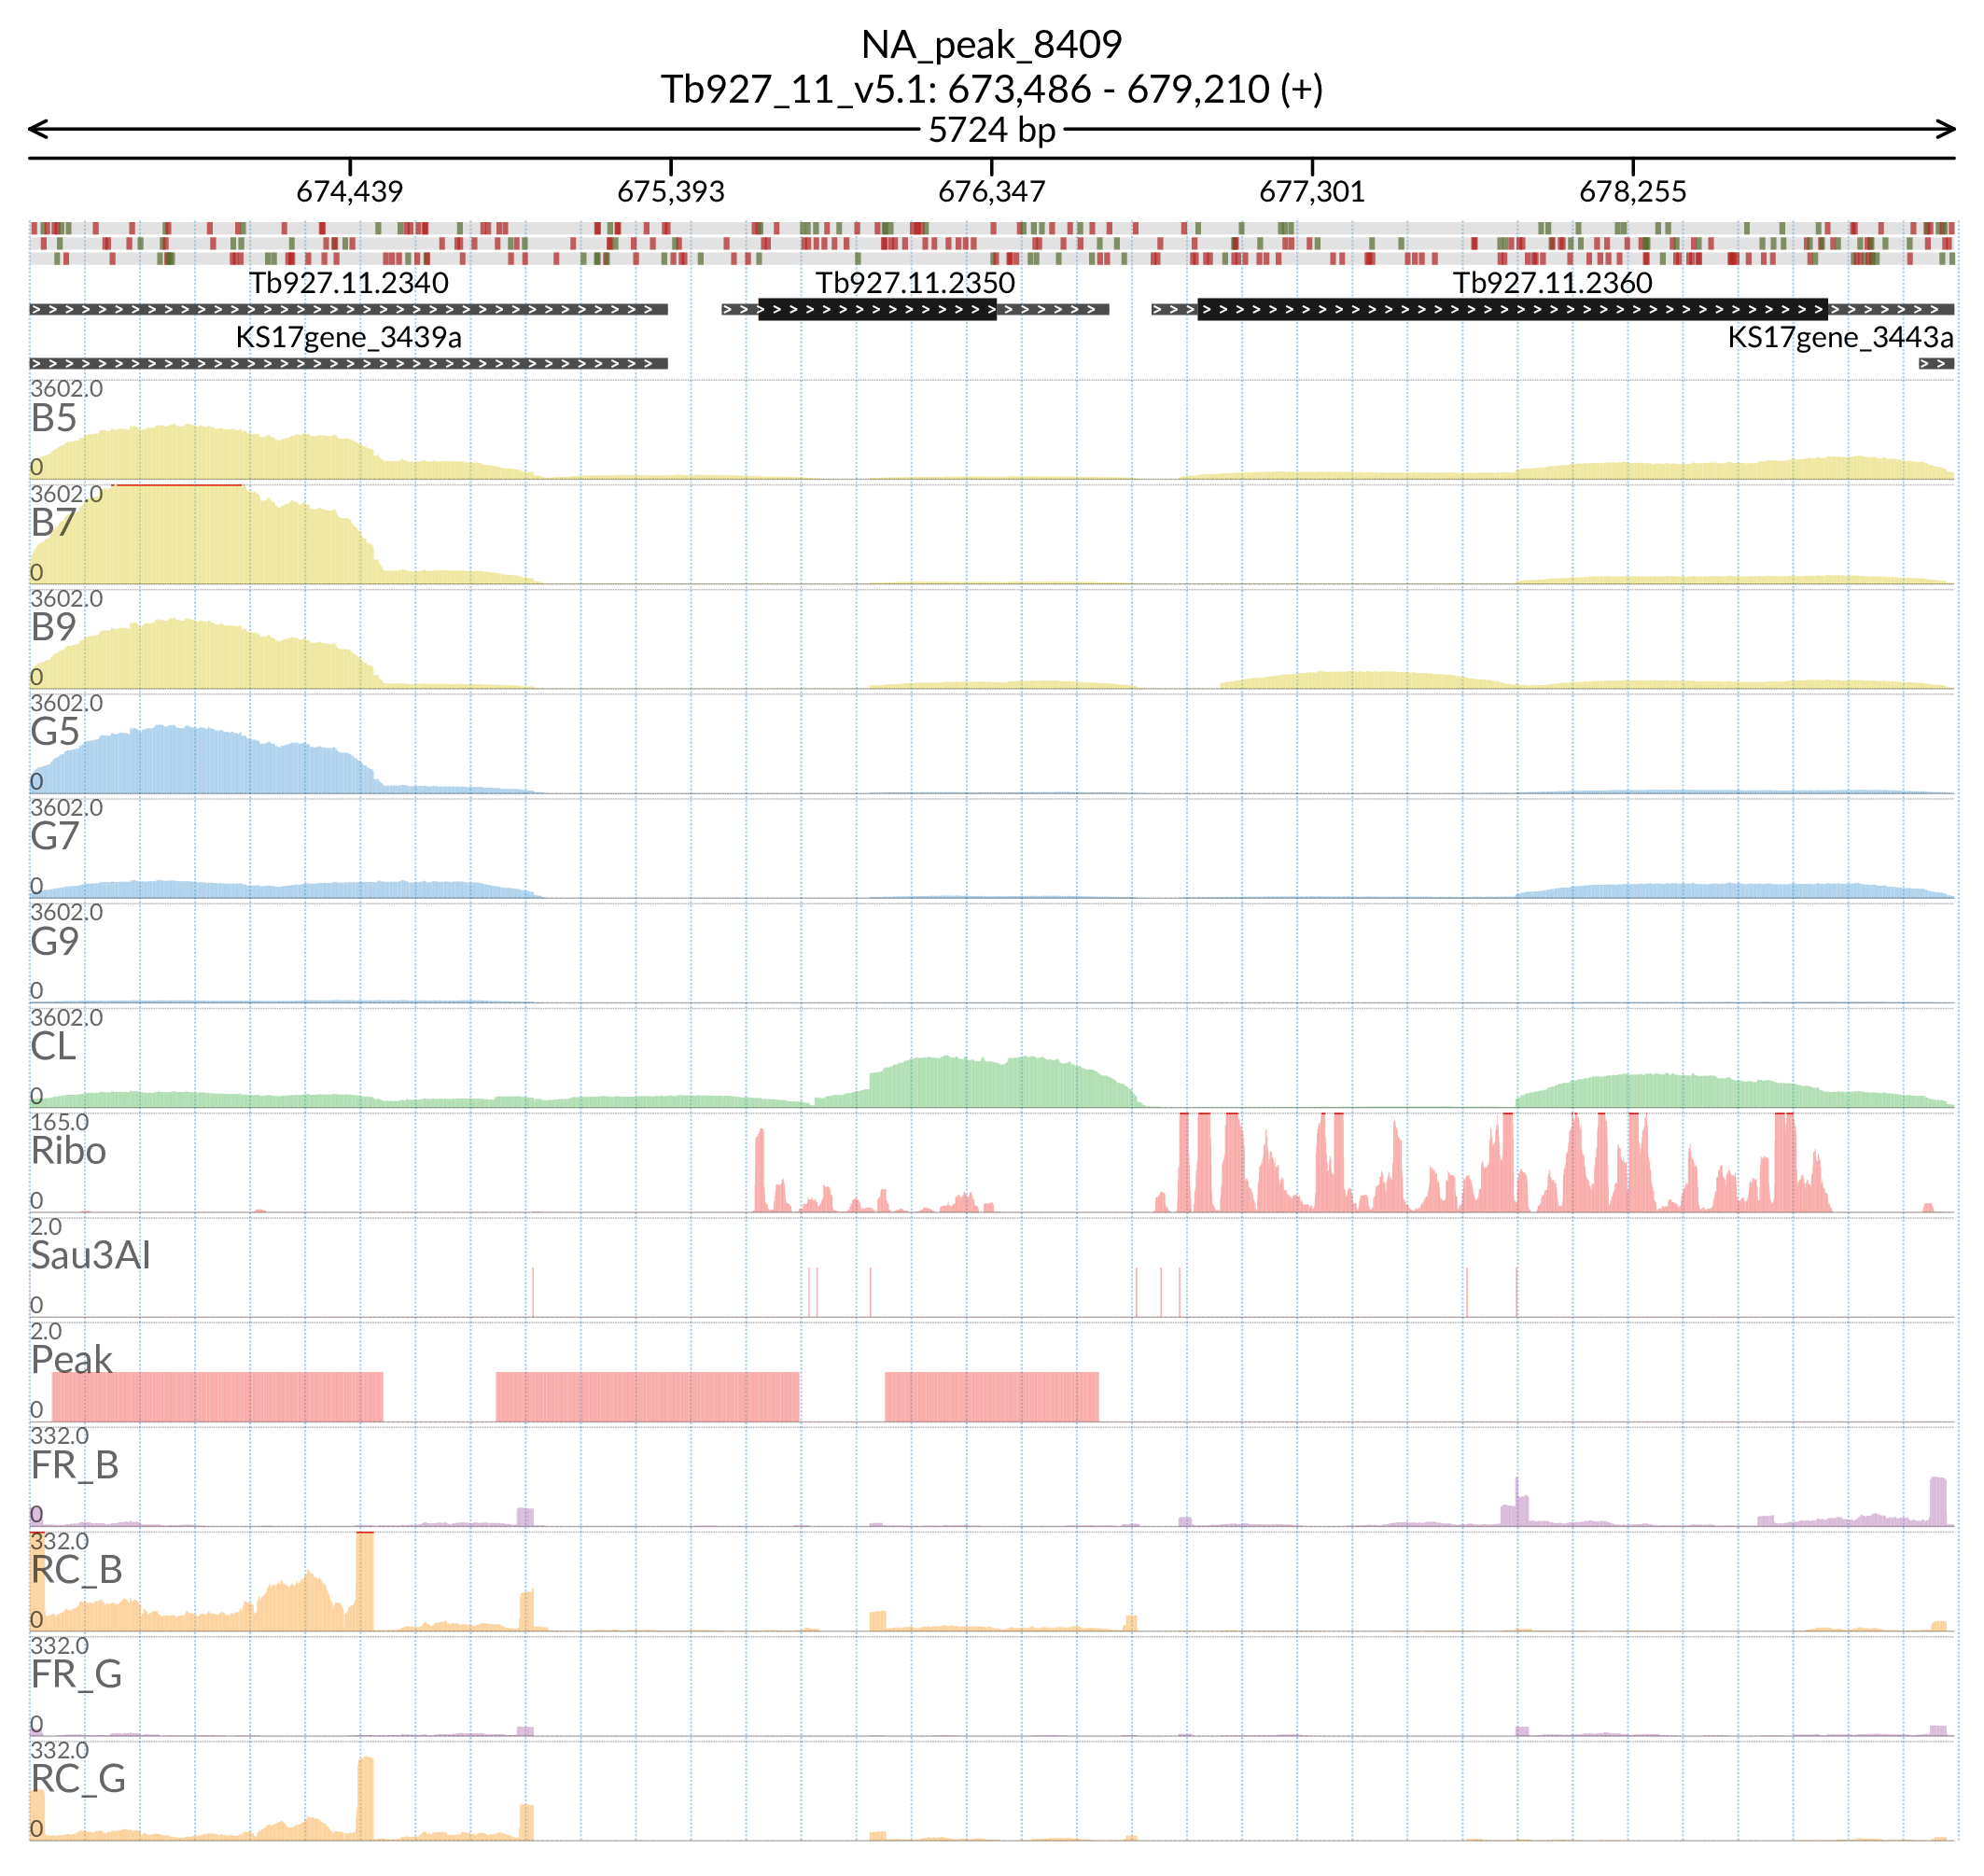 NA_peak_8409
Tb927_11_v5.1: 673,486 - 679,210 (+)
5724 bp
674,439 675,393 676,347 677,301 678,255
Tb927.11.2340 Tb927.11.2350 Tb927.11.2360
KS17gene_3439a KS17gene_3443a
3602.0
B5
0
3602.0
B7
0
3602.0
B9
0
3602.0
G5
0
3602.0
G7
0
3602.0
G9
0
3602.0
CL
0
165.0
Ribo
0
2.0
Sau3AI
0
2.0
Peak
0
332.0
FR_B
0
332.0
RC_B
0
332.0
FR_G
0
332.0
RC_G
0